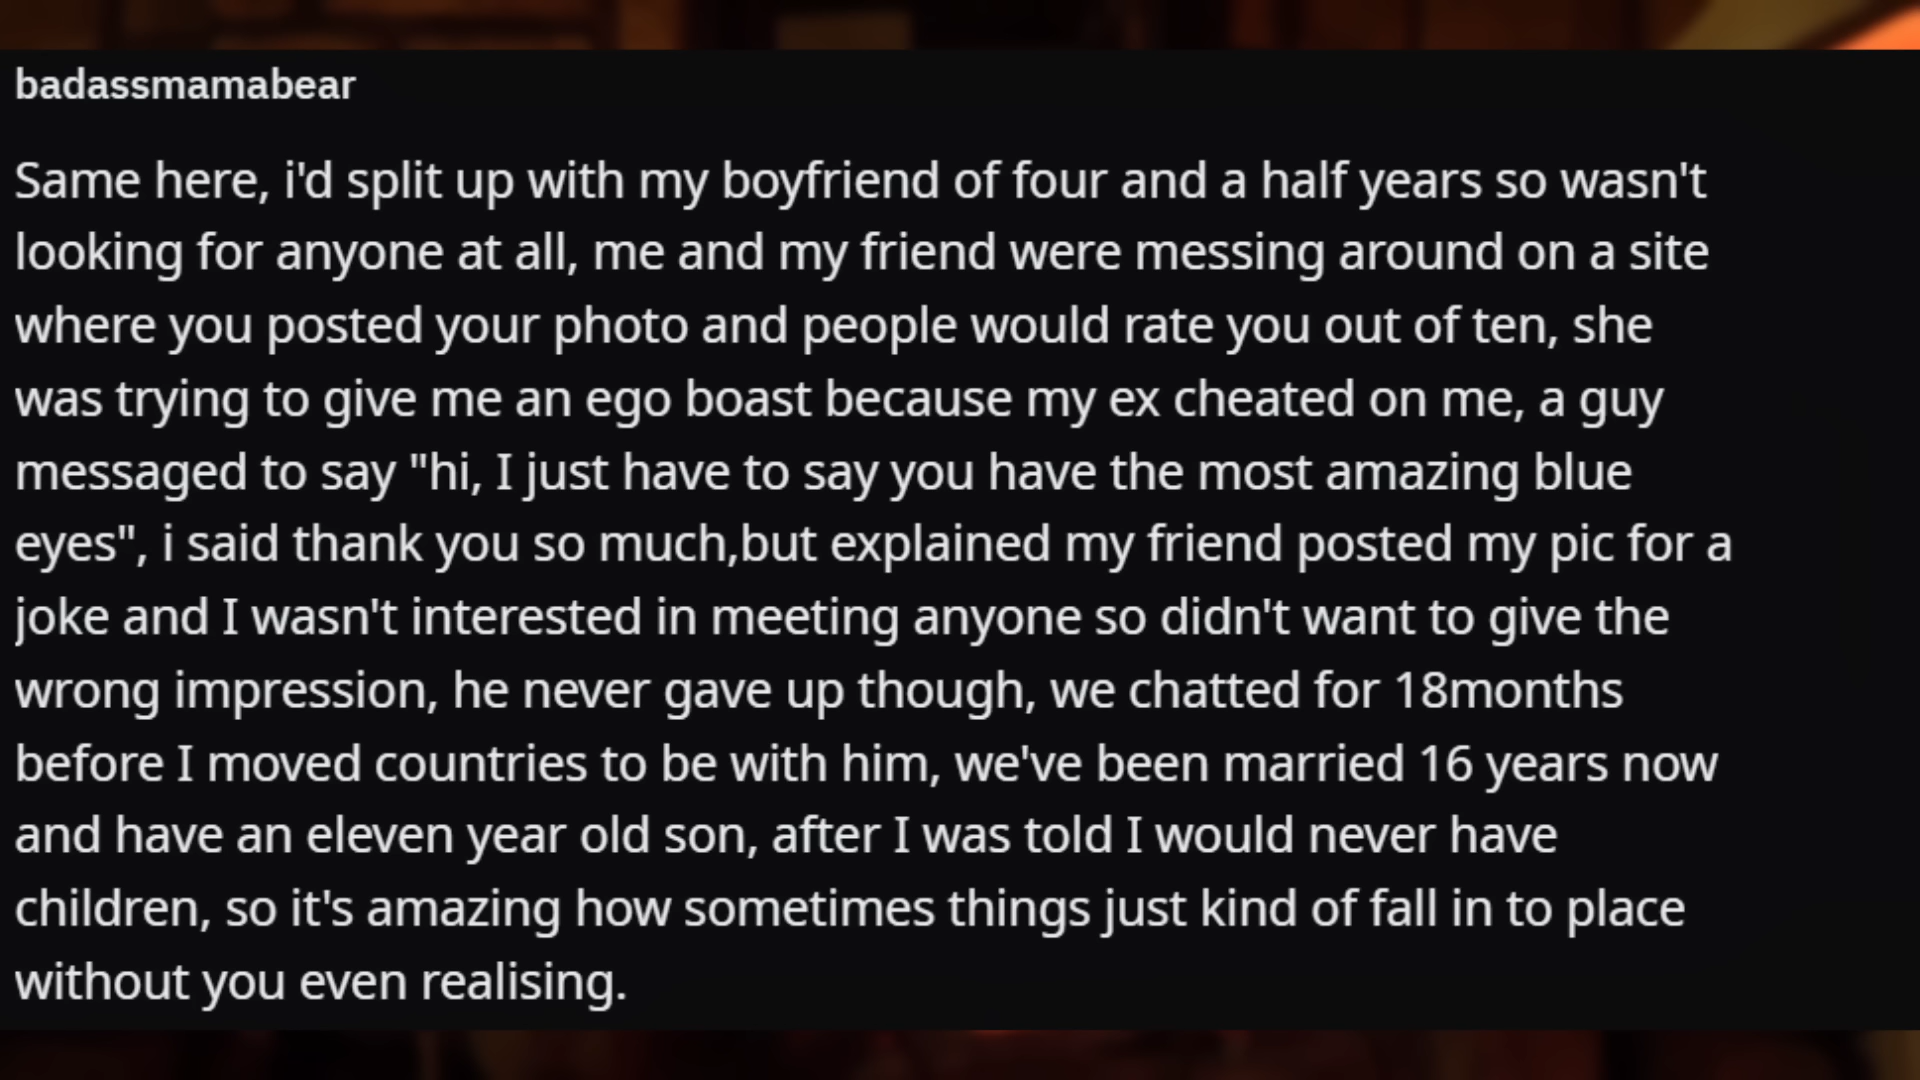 badassmamabear
Same here, i'd split up with my boyfriend of four and a half years so wasn't
looking for anyone at all, me and my friend were messing around on a site
where you posted your photo and people would rate you out of ten, she
was trying to give me an ego boast because my ex cheated on me, a guy
messaged to say "hi, I just have to say you have the most amazing blue
eyes", i said thank you so much,but explained my friend posted my pic for a
joke and I wasn't interested in meeting anyone so didn't want to give the
wrong impression, he never gave up though, we chatted for 18months
before I moved countries to be with him, we've been married 16 years now
and have an eleven year old son, after I was told I would never have
children, so it's amazing how sometimes things just kind of fall in to place
without you even realising.